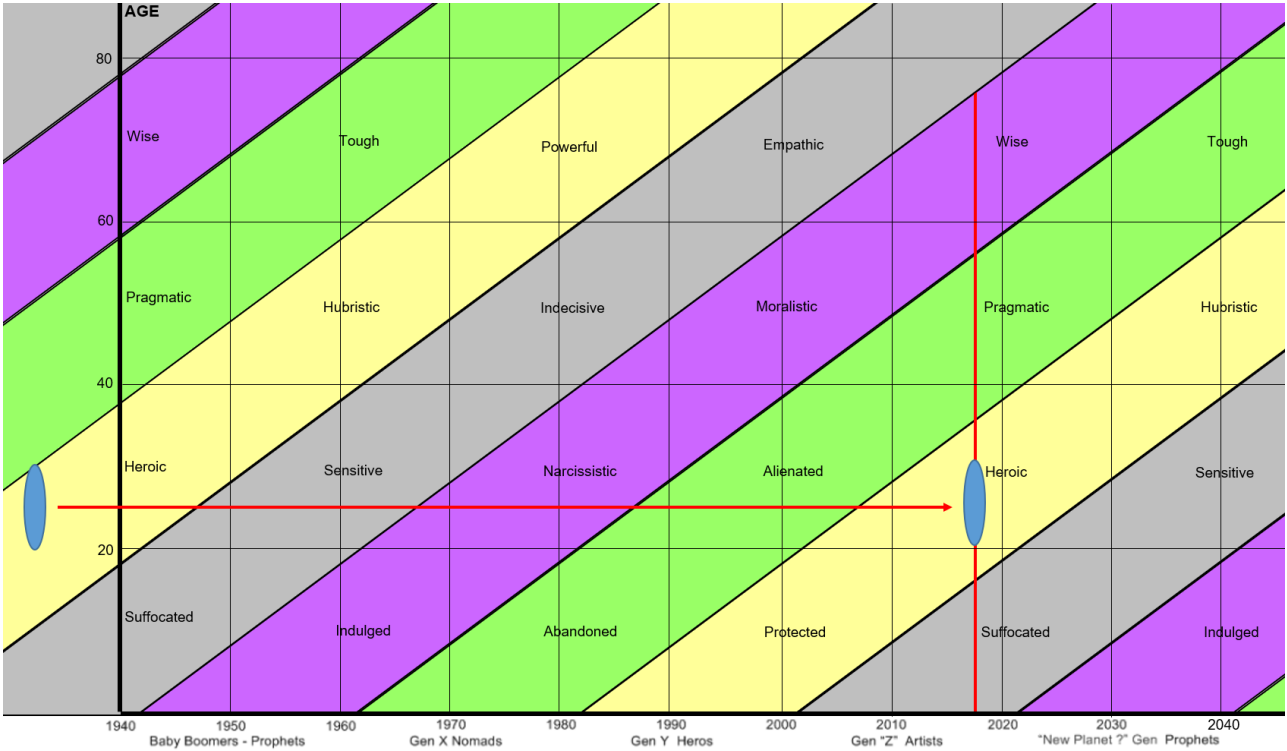 AGE
80
Wise
Tough
Powerful
Empathic
Wise
Tough
60
Pragmatic
Hubristic
Indecisive
Moralistic
Pragmatic
Hubristic
40
Heroic
Sensitive
Narcissistic
Alienated
Heroic
Sensitive
20
Suffocated
Indulged
Abandoned
Protected
Suffocated
Indulged
1940 1950 1960 1970 1980 1990 2000 2010 2020 2030 2040
Baby Boomers - Prophets Gen X Nomads Gen Y Heros Gen "Z" Artists "New Planet ?" Gen Prophets